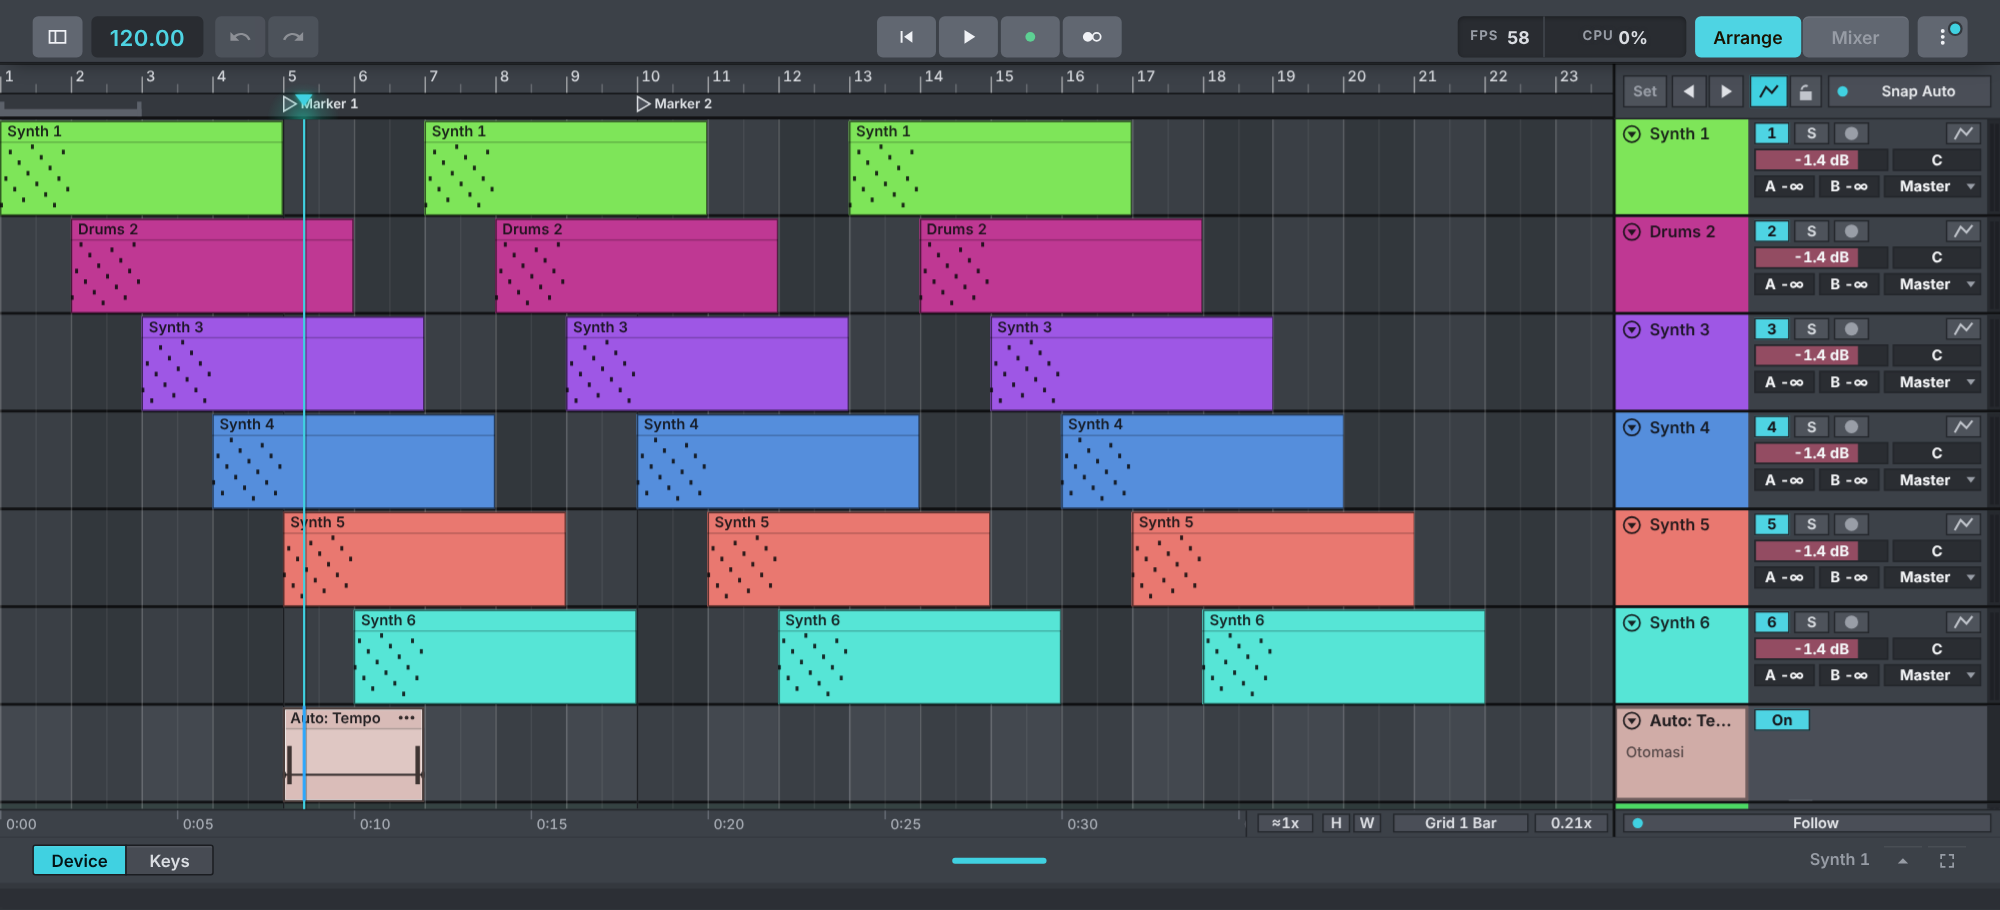 120.00
FPS 58 CPU 0% Arrange Mixer
1 2 3 4 5 6 7 8 9 10 11 12 13 14 15 16 17 18 19 20 21 22 23
Set Snap Auto
Marker 1 Marker 2
Synth 1 Synth 1 Synth 1 Synth 1 1 S
-1.4 dB C
A -∞ B -∞ Master
Drums 2 Drums 2 Drums 2 Drums 2 2 S
-1.4 dB C
A -∞ B -∞ Master
Synth 3 Synth 3 Synth 3 Synth 3 3 S
-1.4 dB C
A -∞ B -∞ Master
Synth 4 Synth 4 Synth 4 Synth 4 4 S
-1.4 dB C
A -∞ B -∞ Master
Synth 5 Synth 5 Synth 5 Synth 5 5 S
-1.4 dB C
A -∞ B -∞ Master
Synth 6 Synth 6 Synth 6 Synth 6 6 S
-1.4 dB C
A -∞ B -∞ Master
Auto: Tempo ••• Auto: Te... On
Otomasi
0:00 0:05 0:10 0:15 0:20 0:25 0:30 ≈1x H W Grid 1 Bar 0.21x Follow
Device Keys Synth 1